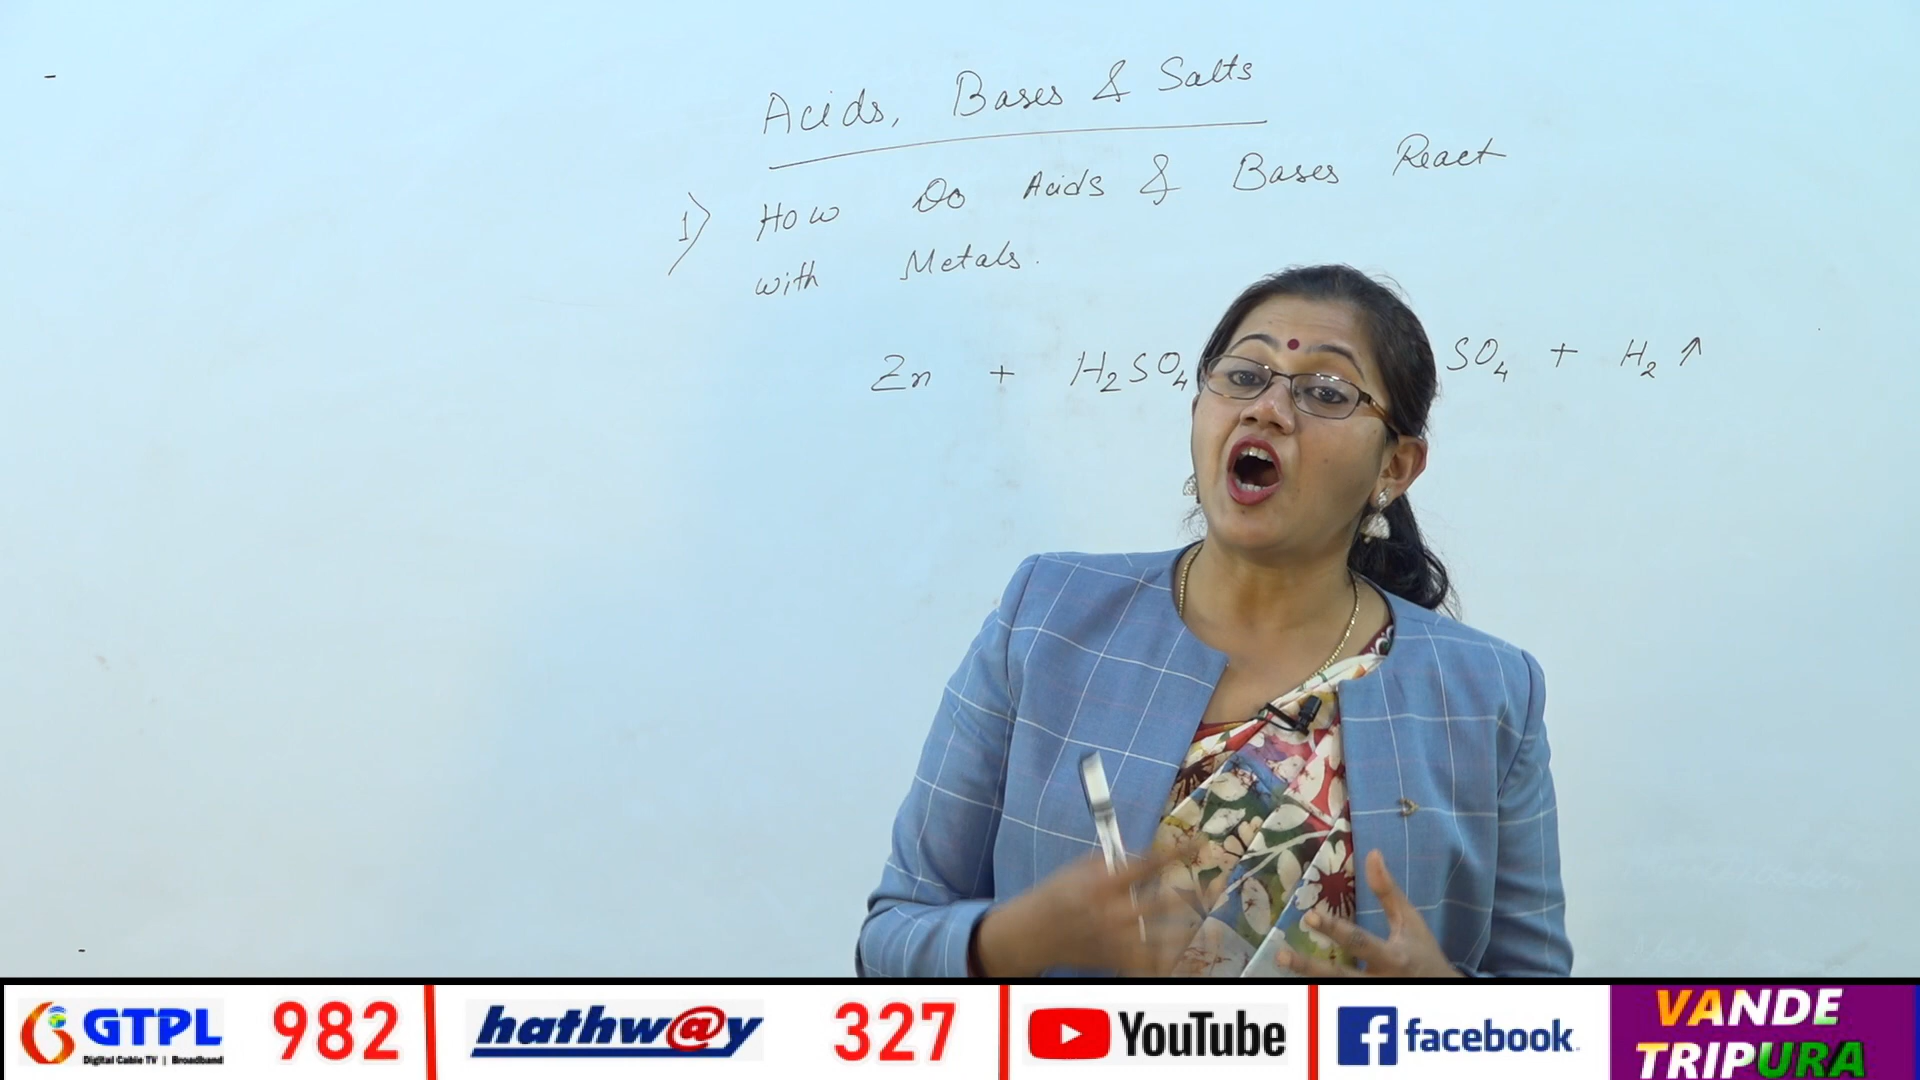 Acids, Bases & Salts
1) How Do Acids & Bases React
with Metals.
Zn + H₂SO₄ SO₄ + H₂ ↑
GTPL
Digital Cable TV | Broadband
982
hathw@y
327
YouTube
facebook
VANDE
TRIPURA